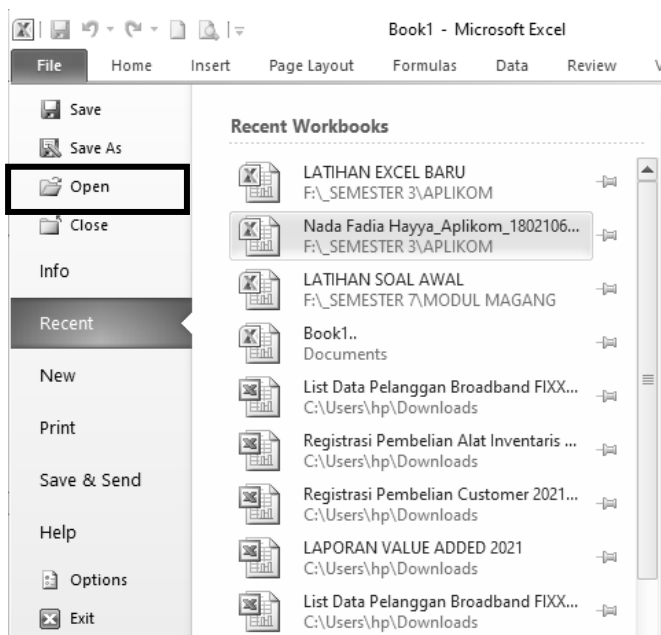 Book1 - Microsoft Excel
File Home Insert Page Layout Formulas Data Review
Save
Save As
Open
Close
Info
Recent
New
Print
Save & Send
Help
Options
Exit
Recent Workbooks
LATIHAN EXCEL BARU
F:\_SEMESTER 3\APLIKOM
Nada Fadia Hayya_Aplikom_1802106...
F:\_SEMESTER 3\APLIKOM
LATIHAN SOAL AWAL
F:\_SEMESTER 7\MODUL MAGANG
Book1..
Documents
List Data Pelanggan Broadband FIXX...
C:\Users\hp\Downloads
Registrasi Pembelian Alat Inventaris ...
C:\Users\hp\Downloads
Registrasi Pembelian Customer 2021...
C:\Users\hp\Downloads
LAPORAN VALUE ADDED 2021
C:\Users\hp\Downloads
List Data Pelanggan Broadband FIXX...
C:\Users\hp\Downloads